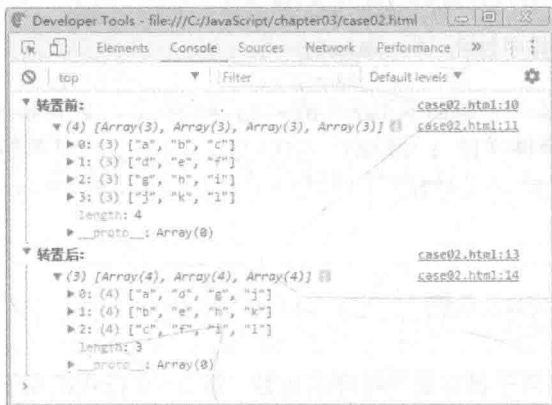 Developer Tools - file:///C:/JavaScript/chapter03/case02.html
Elements Console Sources Network Performance »
top ▼ Filter Default levels ▼
▼ 转置前: case02.html:10
▼ (4) [Array(3), Array(3), Array(3), Array(3)] case02.html:11
▶ 0: (3) ["a", "b", "c"]
▶ 1: (3) ["d", "e", "f"]
▶ 2: (3) ["g", "h", "i"]
▶ 3: (3) ["j", "k", "l"]
length: 4
▶ __proto__: Array(0)
▼ 转置后: case02.html:13
▼ (3) [Array(4), Array(4), Array(4)] case02.html:14
▶ 0: (4) ["a", "d", "g", "j"]
▶ 1: (4) ["b", "e", "h", "k"]
▶ 2: (4) ["c", "f", "i", "l"]
length: 3
▶ __proto__: Array(0)
>